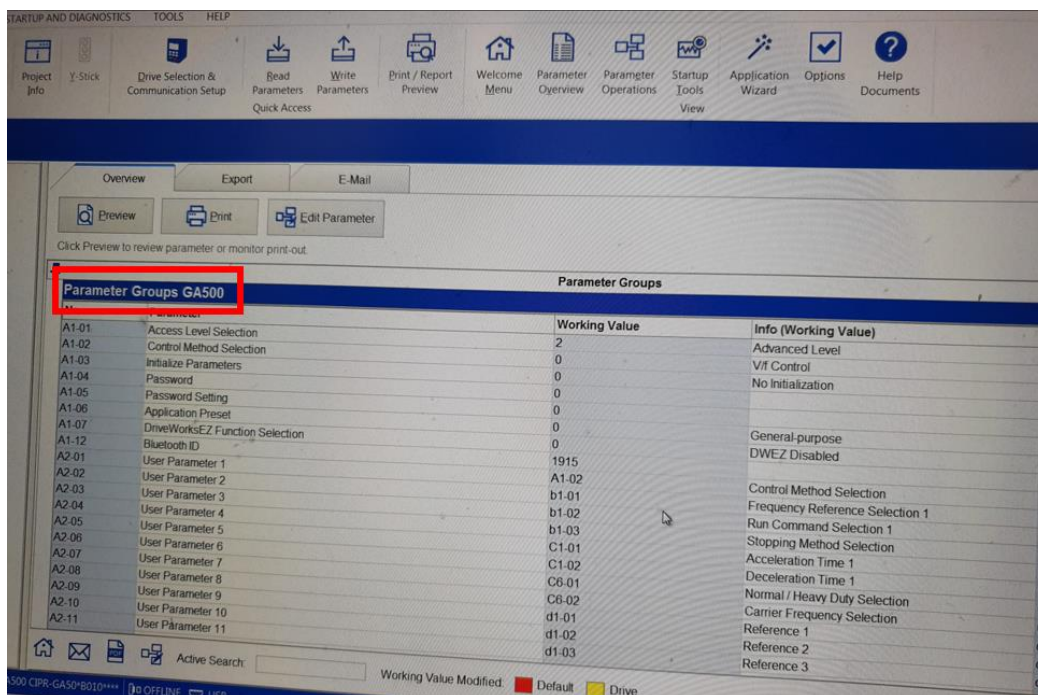 STARTUP AND DIAGNOSTICS TOOLS HELP
Project Info
Y-Stick
Drive Selection & Communication Setup
Read Parameters
Write Parameters
Print / Report Preview
Welcome Menu
Parameter Overview
Parameter Operations
Startup Tools
Application Wizard
Options
Help Documents
Quick Access
View
Overview Export E-Mail
Preview Print Edit Parameter
Click Preview to review parameter or monitor print-out.
Parameter Groups
Parameter Groups GA500
Parameter Working Value Info (Working Value)
A1-01 Access Level Selection 2 Advanced Level
A1-02 Control Method Selection 0 V/f Control
A1-03 Initialize Parameters 0 No Initialization
A1-04 Password 0
A1-05 Password Setting 0
A1-06 Application Preset 0 General-purpose
A1-07 DriveWorksEZ Function Selection 0 DWEZ Disabled
A1-12 Bluetooth ID 1915
A2-01 User Parameter 1 A1-02 Control Method Selection
A2-02 User Parameter 2 b1-01 Frequency Reference Selection 1
A2-03 User Parameter 3 b1-02 Run Command Selection 1
A2-04 User Parameter 4 b1-03 Stopping Method Selection
A2-05 User Parameter 5 C1-01 Acceleration Time 1
A2-06 User Parameter 6 C1-02 Deceleration Time 1
A2-07 User Parameter 7 C6-01 Normal / Heavy Duty Selection
A2-08 User Parameter 8 C6-02 Carrier Frequency Selection
A2-09 User Parameter 9 d1-01 Reference 1
A2-10 User Parameter 10 d1-02 Reference 2
A2-11 User Parameter 11 d1-03 Reference 3
PDF Active Search: Working Value Modified: Default Drive
CIPR-GA50*B010**** OFFLINE USB